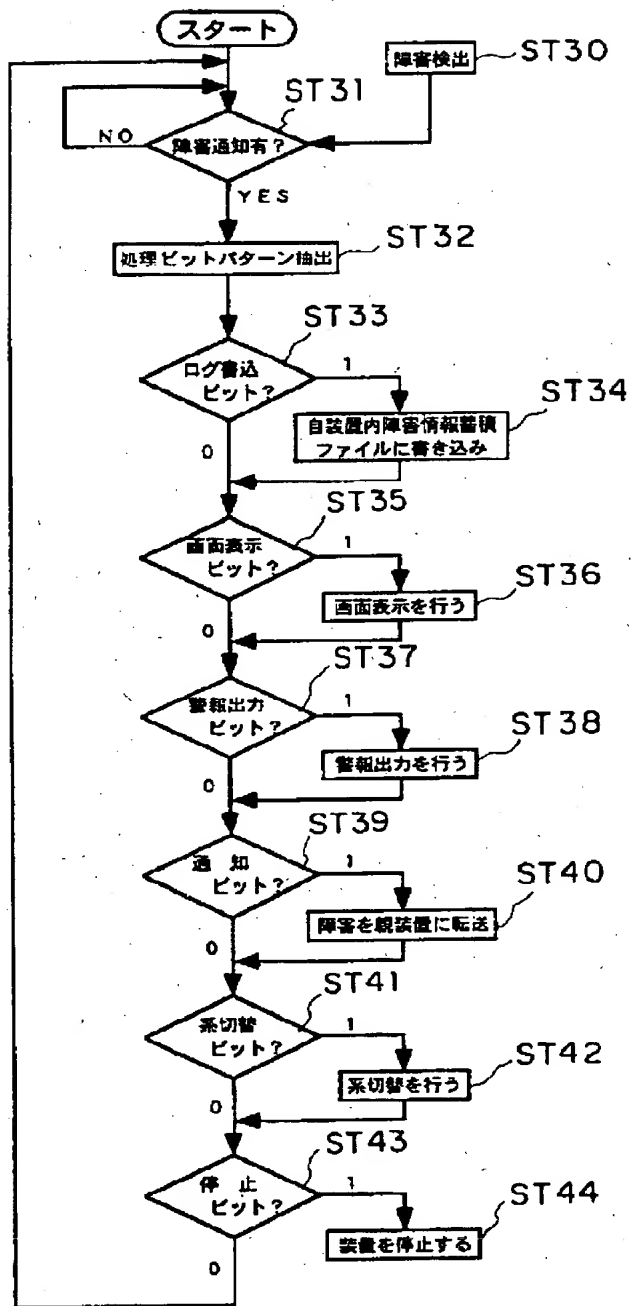 スタート
障害検出
ST30
ST31
障害通知有?
NO
YES
処理ビットパターン抽出
ST32
ST33
ログ書込
ビット?
1
0
ST34
自装置内障害情報蓄積
ファイルに書き込み
ST35
画面表示
ビット?
1
0
ST36
画面表示を行う
ST37
警報出力
ビット?
1
0
ST38
警報出力を行う
ST39
通 知
ビット?
1
0
ST40
障害を親装置に転送
ST41
系切替
ビット?
1
0
ST42
系切替を行う
ST43
停 止
ビット?
1
0
ST44
装置を停止する